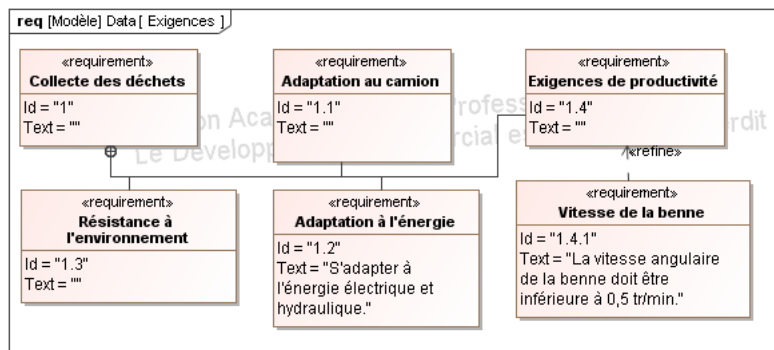 req [Modèle] Data [ Exigences ]
«requirement»
Collecte des déchets
Id = "1"
Text = ""
«requirement»
Adaptation au camion
Id = "1.1"
Text = ""
«requirement»
Exigences de productivité
Id = "1.4"
Text = ""
«refine»
«requirement»
Résistance à
l'environnement
Id = "1.3"
Text = ""
«requirement»
Adaptation à l'énergie
Id = "1.2"
Text = "S'adapter à
l'énergie électrique et
hydraulique."
«requirement»
Vitesse de la benne
Id = "1.4.1"
Text = "La vitesse angulaire
de la benne doit être
inférieure à 0,5 tr/min."